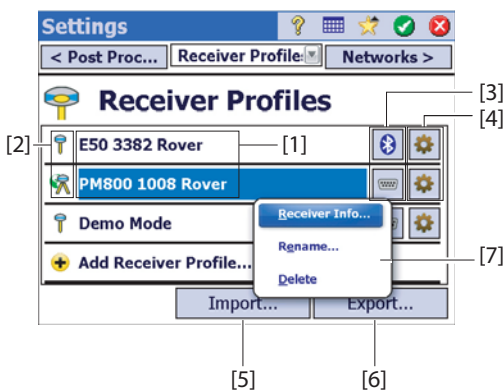 Settings
< Post Proc... Receiver Profile: Networks >
Receiver Profiles
[3]
[4]
[2] E50 3382 Rover [1]
PM800 1008 Rover
Receiver Info...
Demo Mode
Rename...
[7]
Add Receiver Profile...
Delete
Import... Export...
[5] [6]